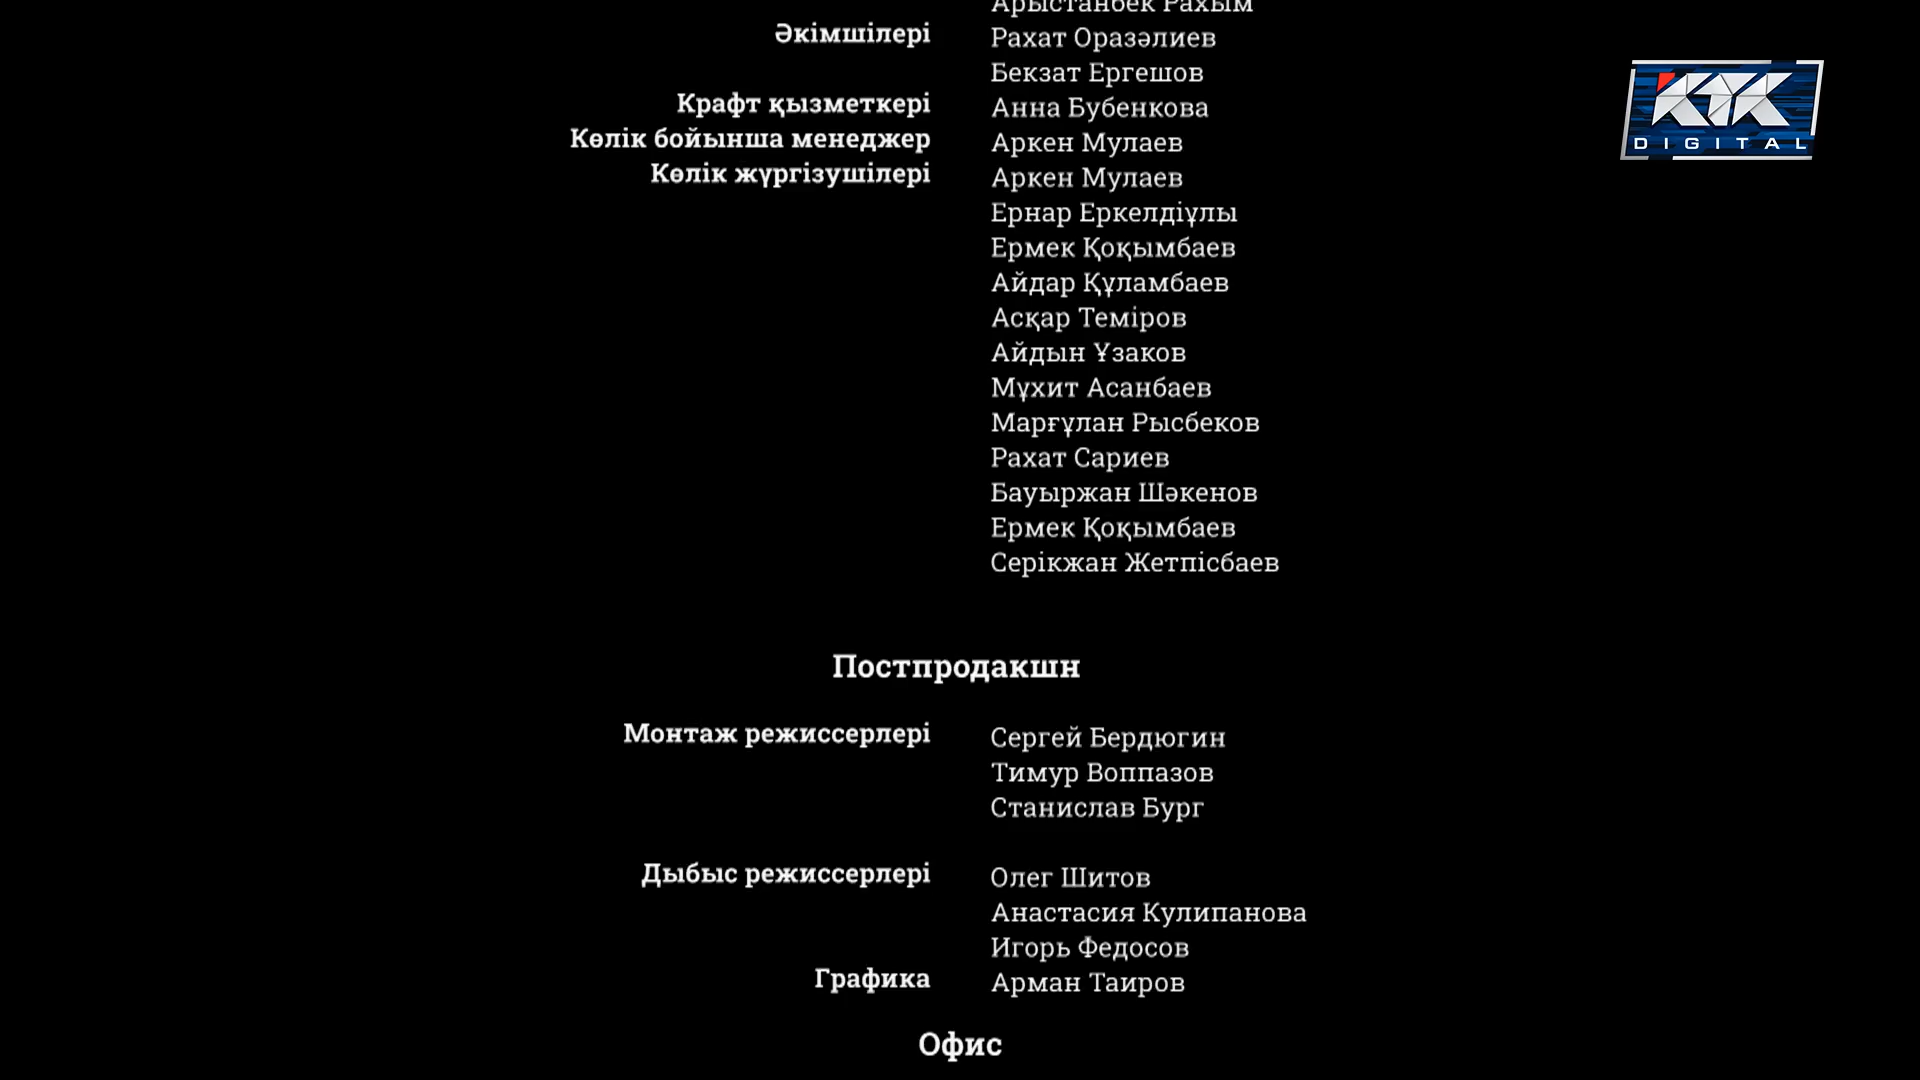 Арыстанбек Рахым
Әкімшілері
Рахат Оразәлиев
Бекзат Ергешов
Крафт қызметкері
Анна Бубенкова
Көлік бойынша менеджер
Аркен Мулаев
Көлік жүргізушілері
Аркен Мулаев
Ернар Еркелдіұлы
Ермек Қоқымбаев
Айдар Құламбаев
Асқар Теміров
Айдын Ұзаков
Мұхит Асанбаев
Марғұлан Рысбеков
Рахат Сариев
Бауыржан Шәкенов
Ермек Қоқымбаев
Серікжан Жетпісбаев
Постпродакшн
Монтаж режиссерлері
Сергей Бердюгин
Тимур Воппазов
Станислав Бург
Дыбыс режиссерлері
Олег Шитов
Анастасия Кулипанова
Игорь Федосов
Графика
Арман Таиров
Офис
КТК
DIGITAL